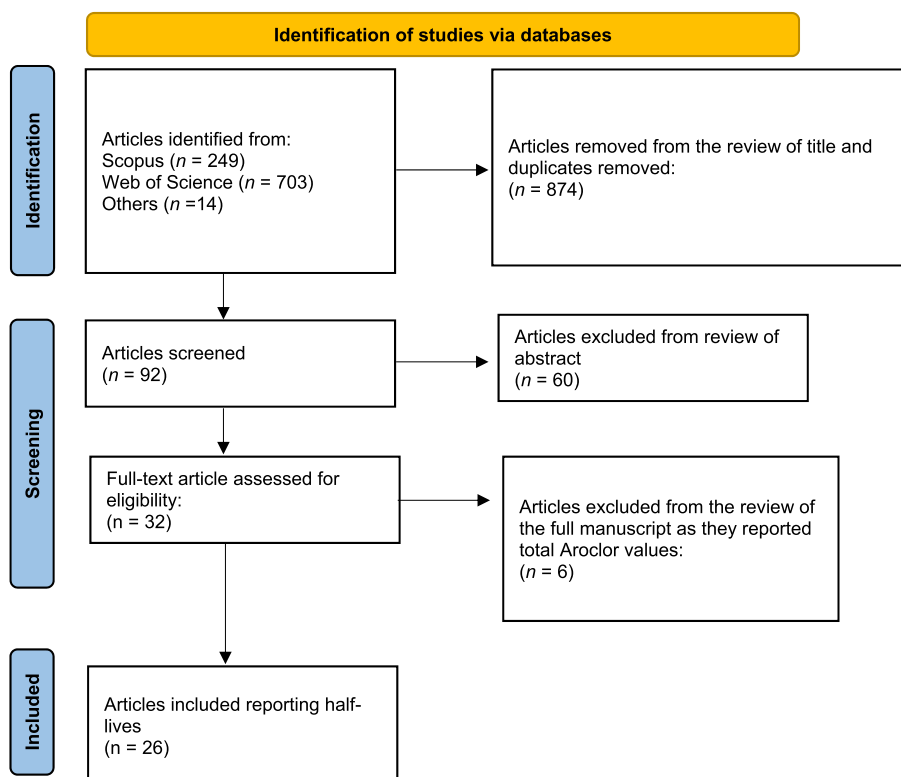 Identification of studies via databases
Identification
Articles identified from:
Scopus (n = 249)
Web of Science (n = 703)
Others (n =14)
Articles removed from the review of title and
duplicates removed:
(n = 874)
Screening
Articles screened
(n = 92)
Articles excluded from review of
abstract
(n = 60)
Full-text article assessed for
eligibility:
(n = 32)
Articles excluded from the review of
the full manuscript as they reported
total Aroclor values:
(n = 6)
Included
Articles included reporting half-
lives
(n = 26)